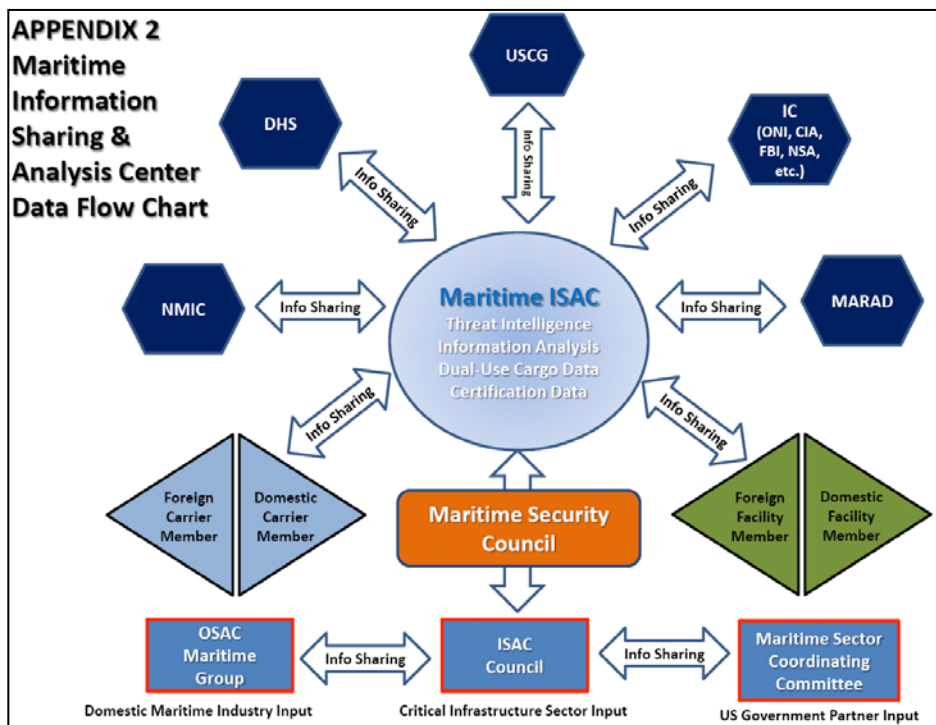 APPENDIX 2
Maritime
Information
Sharing &
Analysis Center
Data Flow Chart
USCG
DHS
IC
(ONI, CIA,
FBI, NSA,
etc.)
Info Sharing
Info Sharing
Info Sharing
NMIC
Info Sharing
Maritime ISAC
Threat Intelligence
Information Analysis
Dual-Use Cargo Data
Certification Data
Info Sharing
MARAD
Info Sharing
Info Sharing
Foreign
Carrier
Member
Domestic
Carrier
Member
Maritime Security
Council
Foreign
Facility
Member
Domestic
Facility
Member
OSAC
Maritime
Group
Info Sharing
ISAC
Council
Info Sharing
Maritime Sector
Coordinating
Committee
Domestic Maritime Industry Input
Critical Infrastructure Sector Input
US Government Partner Input